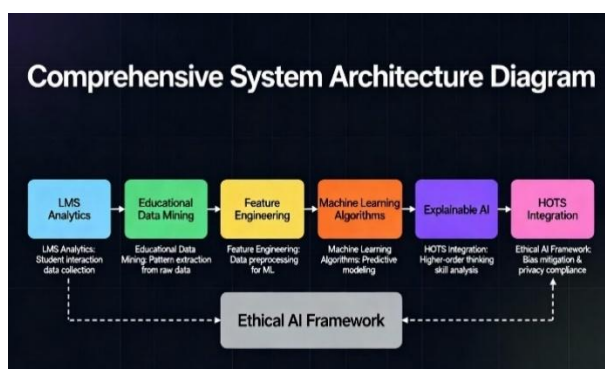 Comprehensive System Architecture Diagram
LMS
Analytics
Educational
Data Mining
Feature
Engineering
Machine Learning
Algorithms
Explainable AI
HOTS
Integration
LMS Analytics:
Student interaction
data collection
Educational Data
Mining: Pattern extraction
from raw data
Feature Engineering:
Data preprocessing
for ML
Machine Learning
Algorithms: Predictive
modeling
HOTS Integration:
Higher-order thinking
skill analysis
Ethical AI Framework:
Bias mitigation &
privacy compliance
Ethical AI Framework